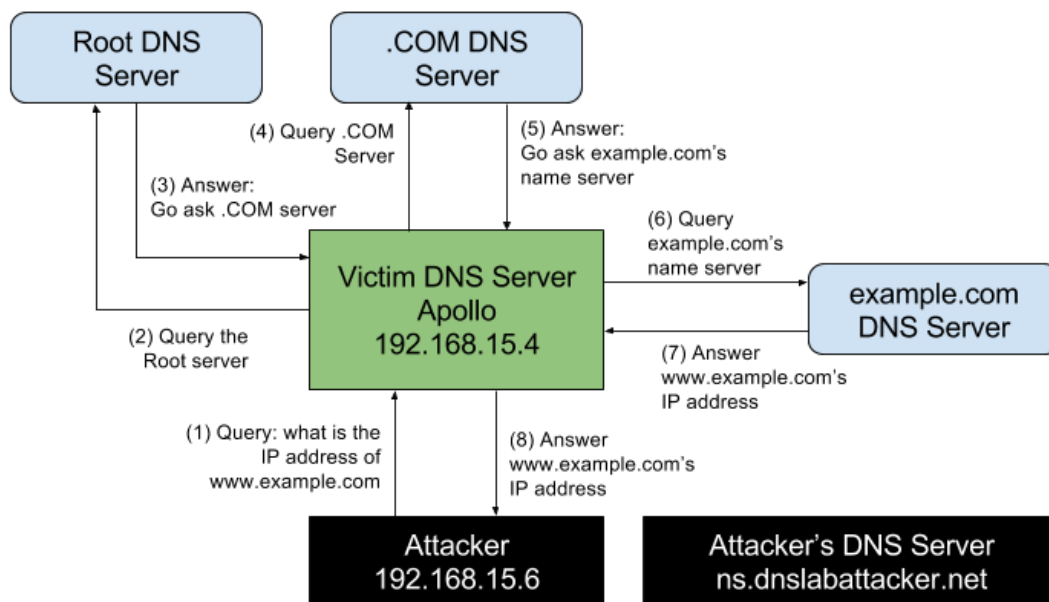 Root DNS
Server
.COM DNS
Server
(4) Query .COM
Server
(5) Answer:
Go ask example.com's
name server
(3) Answer:
Go ask .COM server
(6) Query
example.com's
name server
Victim DNS Server
Apollo
192.168.15.4
example.com
DNS Server
(2) Query the
Root server
(7) Answer
www.example.com's
IP address
(1) Query: what is the
IP address of
www.example.com
(8) Answer
www.example.com's
IP address
Attacker
192.168.15.6
Attacker's DNS Server
ns.dnslabattacker.net